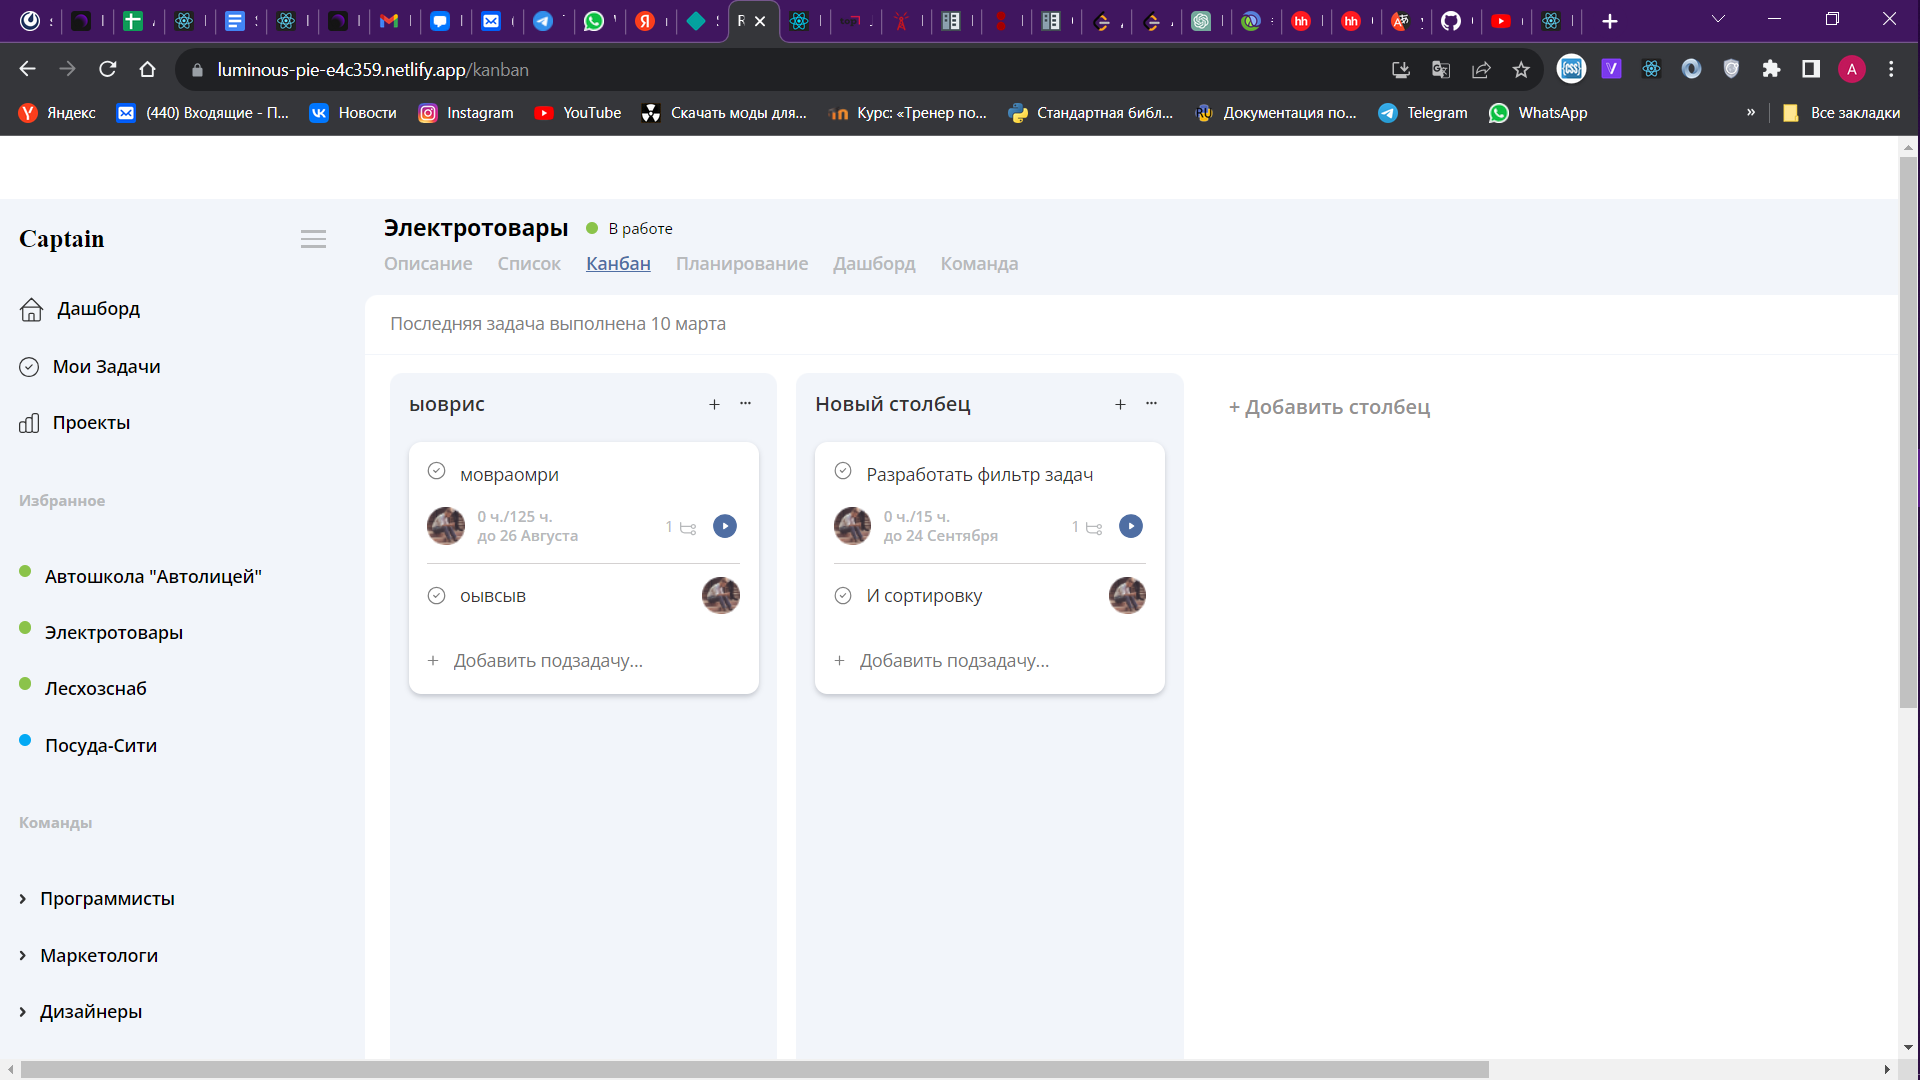 luminous-pie-e4c359.netlify.app/kanban
Яндекс
(440) Входящие - П...
Новости
Instagram
YouTube
Скачать моды для...
Курс: «Тренер по...
Стандартная библ...
Документация по...
Telegram
WhatsApp
»
Все закладки
Captain
Дашборд
Мои Задачи
Проекты
Избранное
Автошкола "Автолицей"
Электротовары
Лесхозснаб
Посуда-Сити
Команды
Программисты
Маркетологи
Дизайнеры
Электротовары
В работе
Описание Список Канбан Планирование Дашборд Команда
Последняя задача выполнена 10 марта
ыоврис
+ ...
мовраомри
0 ч./125 ч.
до 26 Августа
1
оывсыв
+ Добавить подзадачу...
Новый столбец
+ ...
Разработать фильтр задач
0 ч./15 ч.
до 24 Сентября
1
И сортировку
+ Добавить подзадачу...
+ Добавить столбец